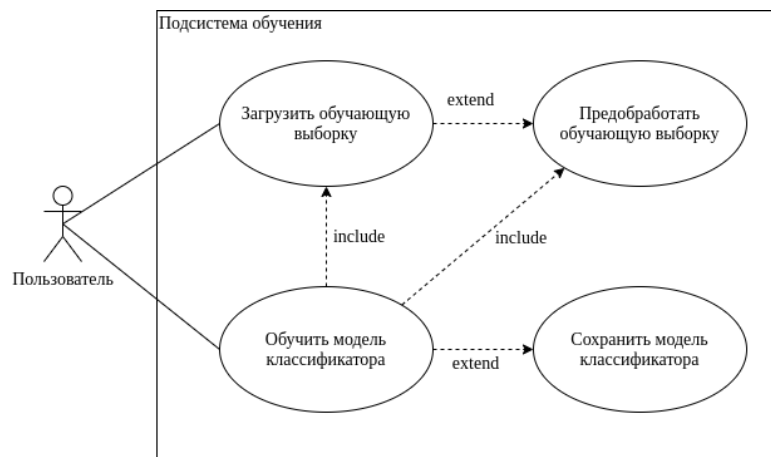 Подсистема обучения
Загрузить обучающую
выборку
extend
Предобработать
обучающую выборку
include
include
Пользователь
Обучить модель
классификатора
extend
Сохранить модель
классификатора